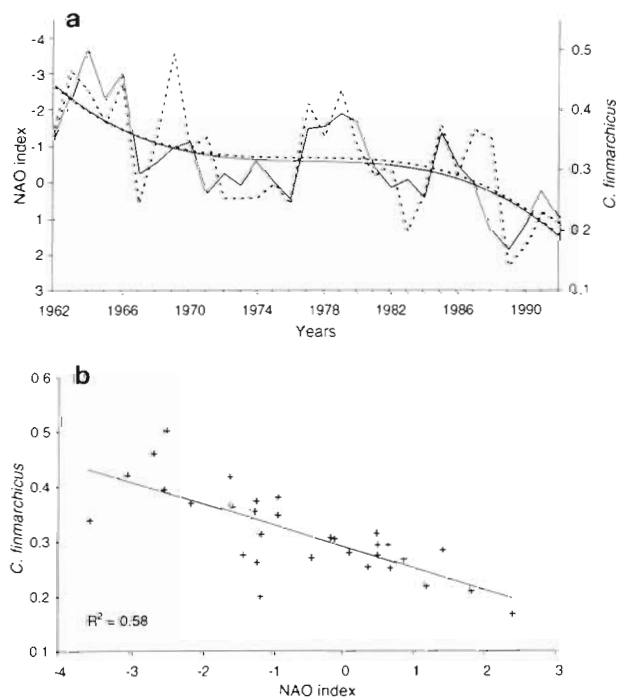 a
-4
-3
-2
-1
0
1
2
3
NAO index
0.5
0.4
0.3
0.2
0.1
C. finmarchicus
1962 1966 1970 1974 1978 1982 1986 1990
Years
b
0 6
0 5
0.4
0.3
0.2
0 1
C. finmarchicus
R² = 0.58
-4 -3 -2 -1 0 1 2 3
NAO index